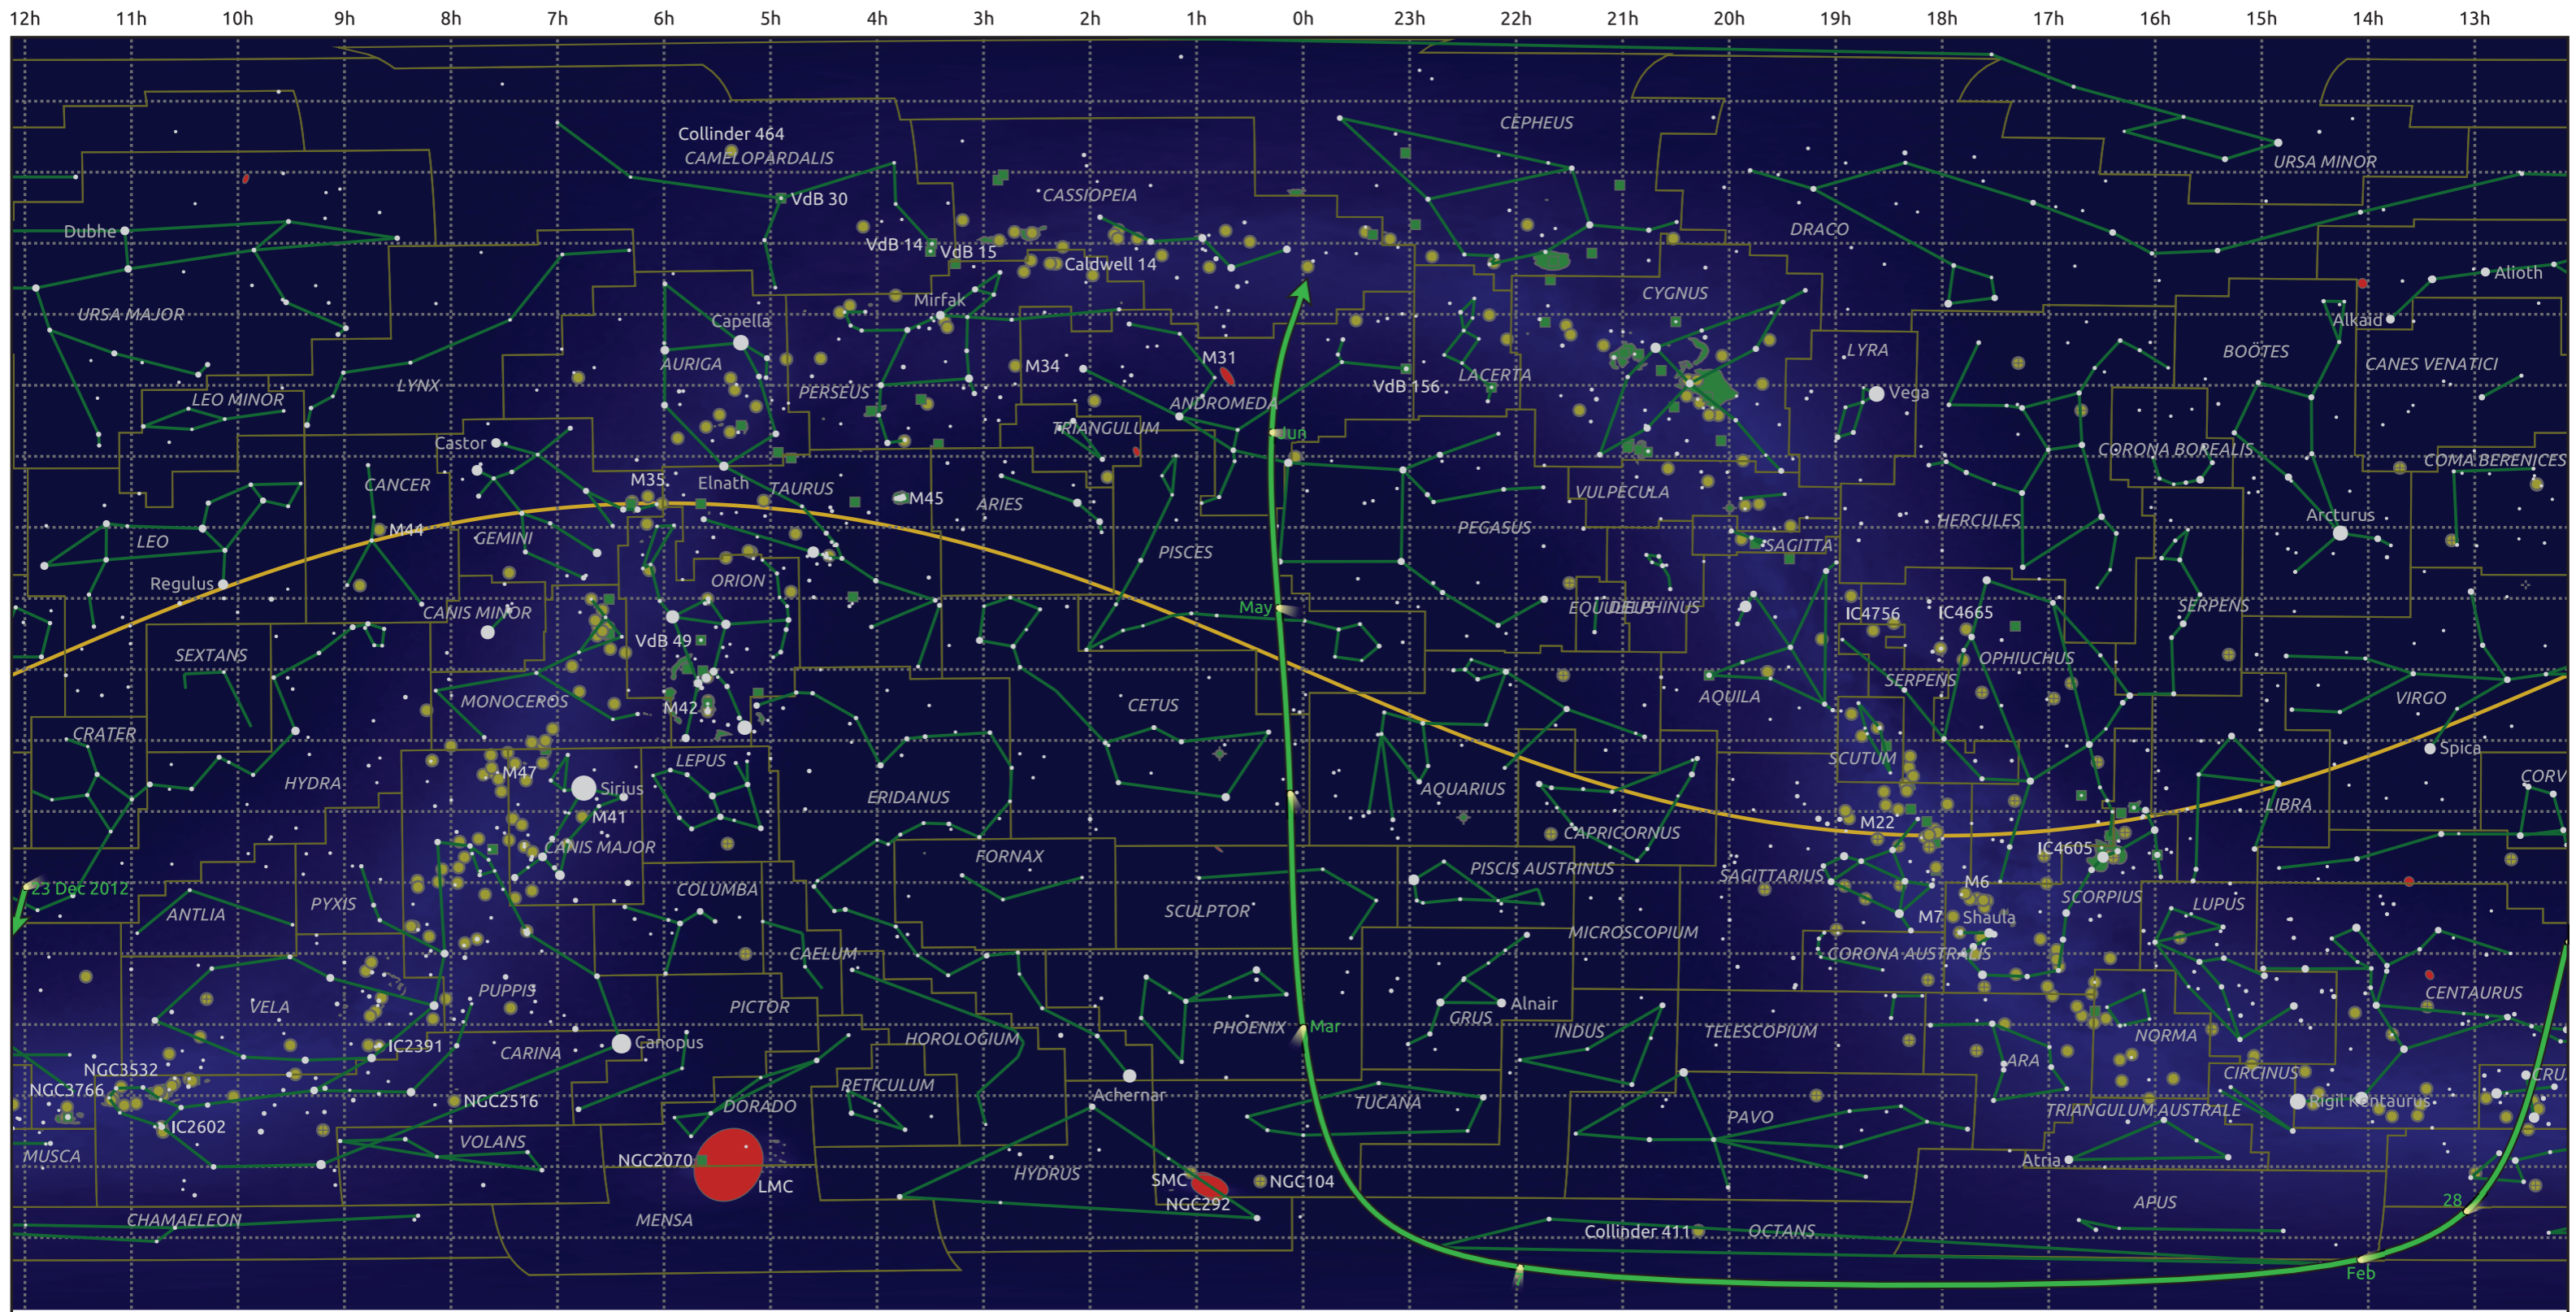 12h 11h 10h 9h 8h 7h 6h 5h 4h 3h 2h 1h 0h 23h 22h 21h 20h 19h 18h 17h 16h 15h 14h 13h
Collinder 464
CAMELOPARDALIS
CEPHEUS
URSA MINOR
CASSIOPEIA
VdB 30
Dubhe
VdB 14
VdB 15
Caldwell 14
DRACO
Alioth
URSA MAJOR
Mirfak
CYGNUS
Capella
Alkaid
AURIGA
M34
M31
LYRA
BOÖTES
CANES VENATICI
LYNX
LEO MINOR
PERSEUS
ANDROMEDA
VdB 156
LACERTA
Vega
TRIANGULUM
Jun
Castor
CORONA BOREALIS
COMA BERENICES
CANCER
M35
Elnath
TAURUS
M45
ARIES
VULPECULA
PEGASUS
HERCULES
Arcturus
M44
LEO
GEMINI
PISCES
SAGITTA
Regulus
ORION
CANIS MINOR
May
EQUULEUS
DELPHINUS
IC4756
IC4665
SERPENS
SEXTANS
VdB 49
OPHIUCHUS
SERPENS
MONOCEROS
M42
CETUS
AQUILA
VIRGO
CRATER
Spica
HYDRA
M47
LEPUS
SCUTUM
Sirius
ERIDANUS
AQUARIUS
CORV
LIBRA
M41
M22
CAPRICORNUS
CANIS MAJOR
FORNAX
IC4605
PISCIS AUSTRINUS
SAGITTARIUS
23 Dec 2012
COLUMBA
M6
SCORPIUS
PYXIS
ANTLIA
SCULPTOR
M7
Shaula
LUPUS
MICROSCOPIUM
CAELUM
CORONA AUSTRALIS
PUPPIS
VELA
PICTOR
CENTAURUS
Alnair
GRUS
PHOENIX
Mar
INDUS
TELESCOPIUM
NORMA
HOROLOGIUM
Canopus
IC2391
CARINA
ARA
NGC3532
CIRCINUS
CRU
NGC3766
RETICULUM
Achernar
NGC2516
DORADO
TUCANA
PAVO
TRIANGULUM AUSTRALE
Rigil Kentaurus
IC2602
VOLANS
MUSCA
NGC2070
LMC
HYDRUS
SMC
NGC104
NGC292
Atria
APUS
28
CHAMAELEON
MENSA
Collinder 411
OCTANS
Feb